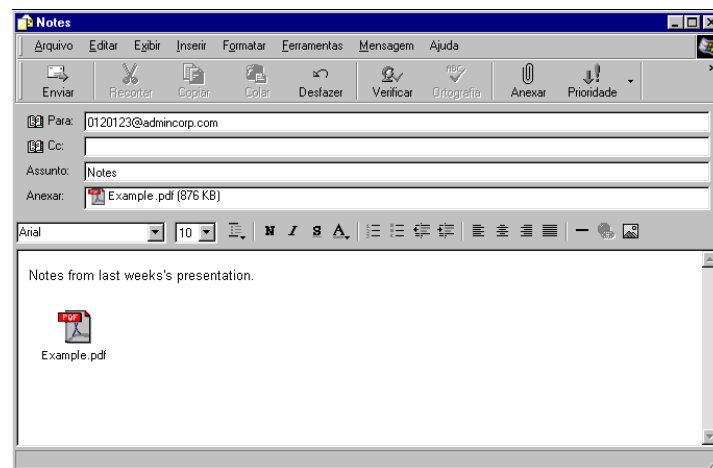 Notes
Arquivo Editar Exibir Inserir Formatar Ferramentas Mensagem Ajuda
Enviar Recortar Copiar Colar Desfazer Verificar Ortografia Anexar Prioridade
Para: 0120123@admincorp.com
Cc:
Assunto: Notes
Anexar: Example.pdf (876 KB)
Arial 10 N I S A
Notes from last weeks's presentation.
PDF
Example.pdf